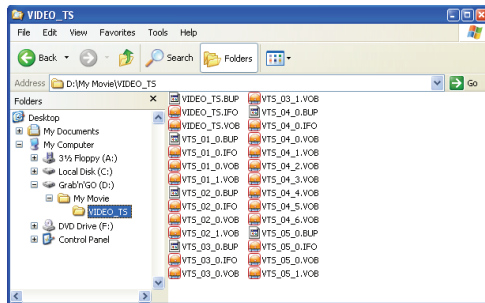 VIDEO_TS
File Edit View Favorites Tools Help
Back Search Folders
Address D:\My Movie\VIDEO_TS Go
Folders
Desktop
My Documents
My Computer
3½ Floppy (A:)
Local Disk (C:)
Grab'n'GO (D:)
My Movie
VIDEO_TS
DVD Drive (F:)
Control Panel
VIDEO_TS.BUP
VIDEO_TS.IFO
VIDEO_TS.VOB
VTS_01_0.BUP
VTS_01_0.IFO
VTS_01_0.VOB
VTS_01_1.VOB
VTS_02_0.BUP
VTS_02_0.IFO
VTS_02_0.VOB
VTS_02_1.VOB
VTS_03_0.BUP
VTS_03_0.IFO
VTS_03_0.VOB
VTS_03_1.VOB
VTS_04_0.BUP
VTS_04_0.IFO
VTS_04_0.VOB
VTS_04_1.VOB
VTS_04_2.VOB
VTS_04_3.VOB
VTS_04_4.VOB
VTS_04_5.VOB
VTS_04_6.VOB
VTS_05_0.BUP
VTS_05_0.IFO
VTS_05_0.VOB
VTS_05_1.VOB